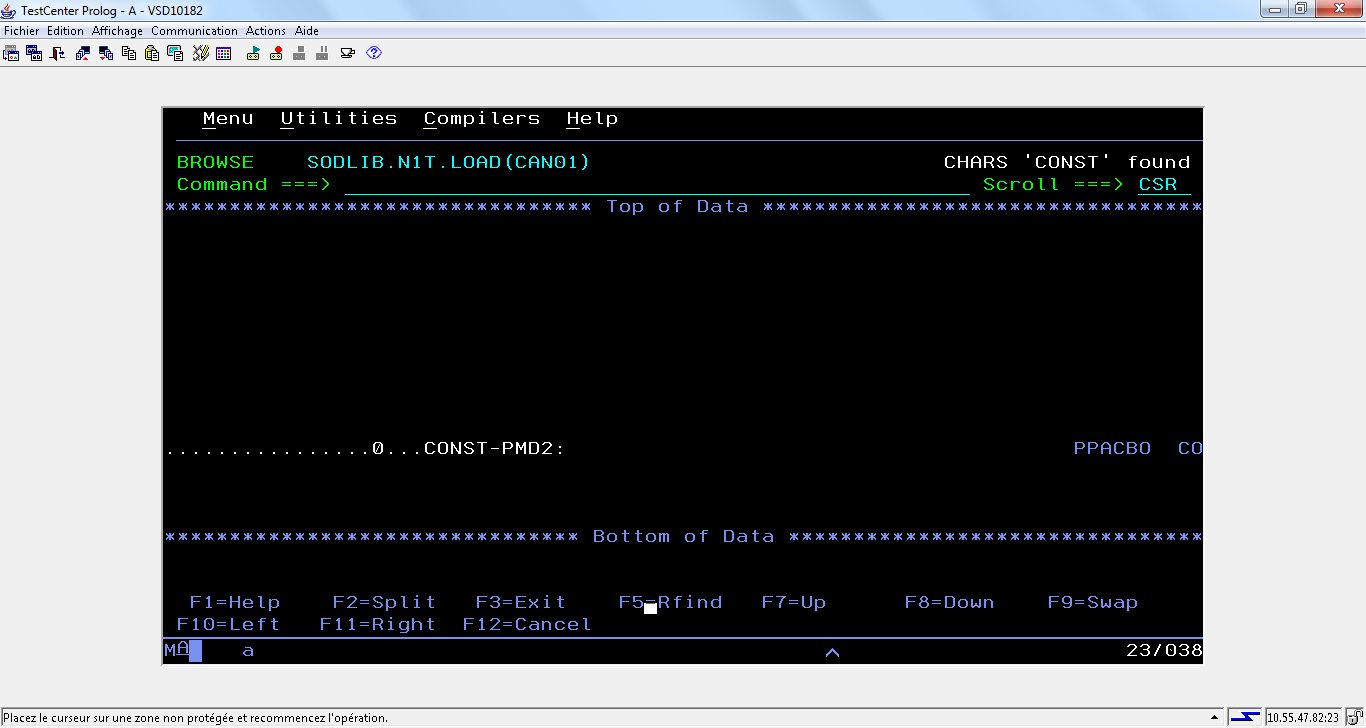 TestCenter Prolog - A - VSD10182
Fichier Edition Affichage Communication Actions Aide
Menu Utilities Compilers Help
BROWSE SODLIB.N1T.LOAD(CAN01) CHARS 'CONST' found
Command ===> Scroll ===> CSR
********************************* Top of Data **********************************
................0...CONST-PMD2: PPACBO CO
******************************** Bottom of Data ********************************
F1=Help F2=Split F3=Exit F5=Rfind F7=Up F8=Down F9=Swap
F10=Left F11=Right F12=Cancel
MA a 23/038
Placez le curseur sur une zone non protégée et recommencez l'opération. 10.55.47.82:23